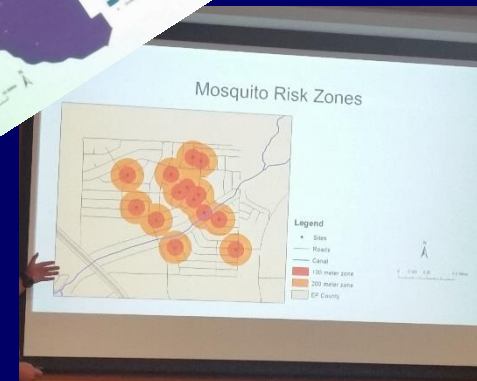 Mosquito Risk Zones
Legend
Sites
Roads
Canal
100 meter zone
200 meter zone
EP County
N